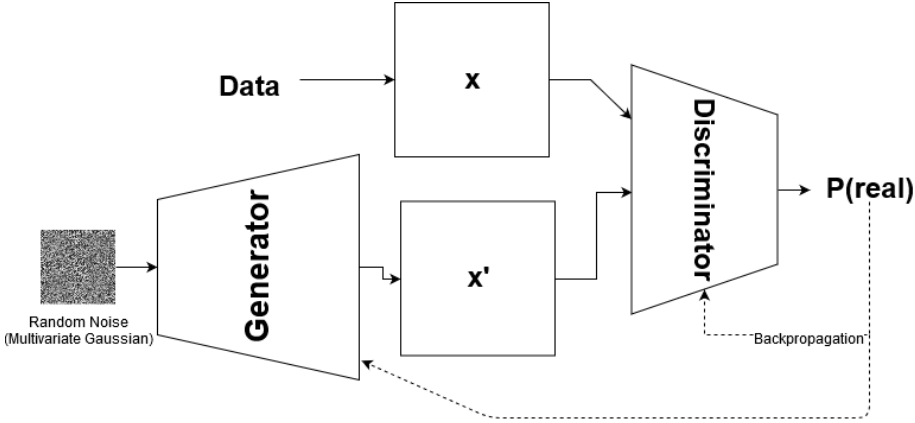 Data
x
Discriminator
P(real)
Generator
x'
Random Noise
(Multivariate Gaussian)
Backpropagation